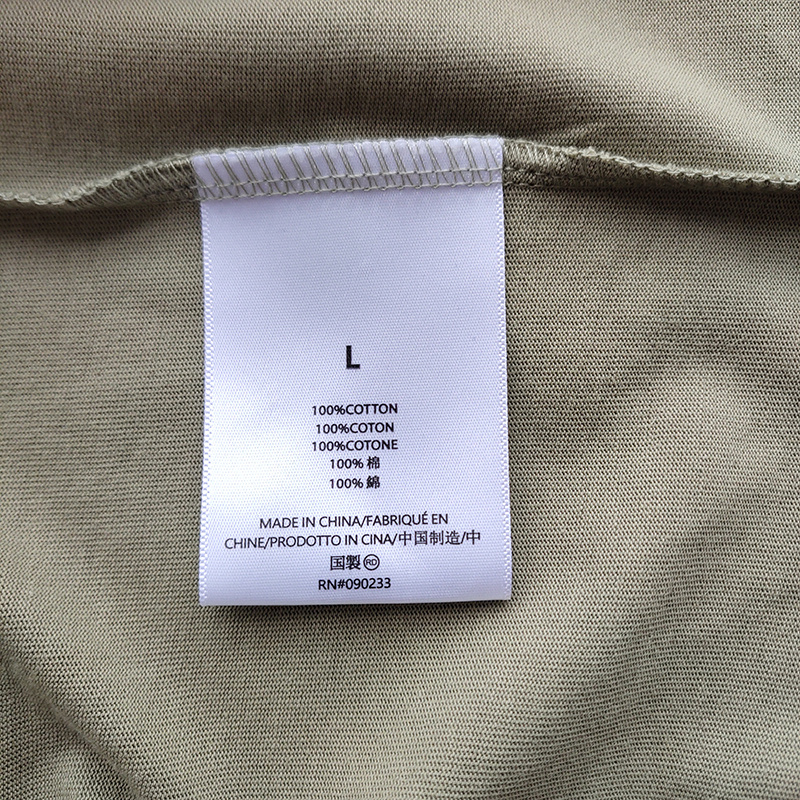 L
100%COTTON
100%COTON
100%COTONE
100% 棉
100% 綿
MADE IN CHINA/FABRIQUÉ EN
CHINE/PRODOTTO IN CINA/中国制造/中
国製 RD
RN#090233